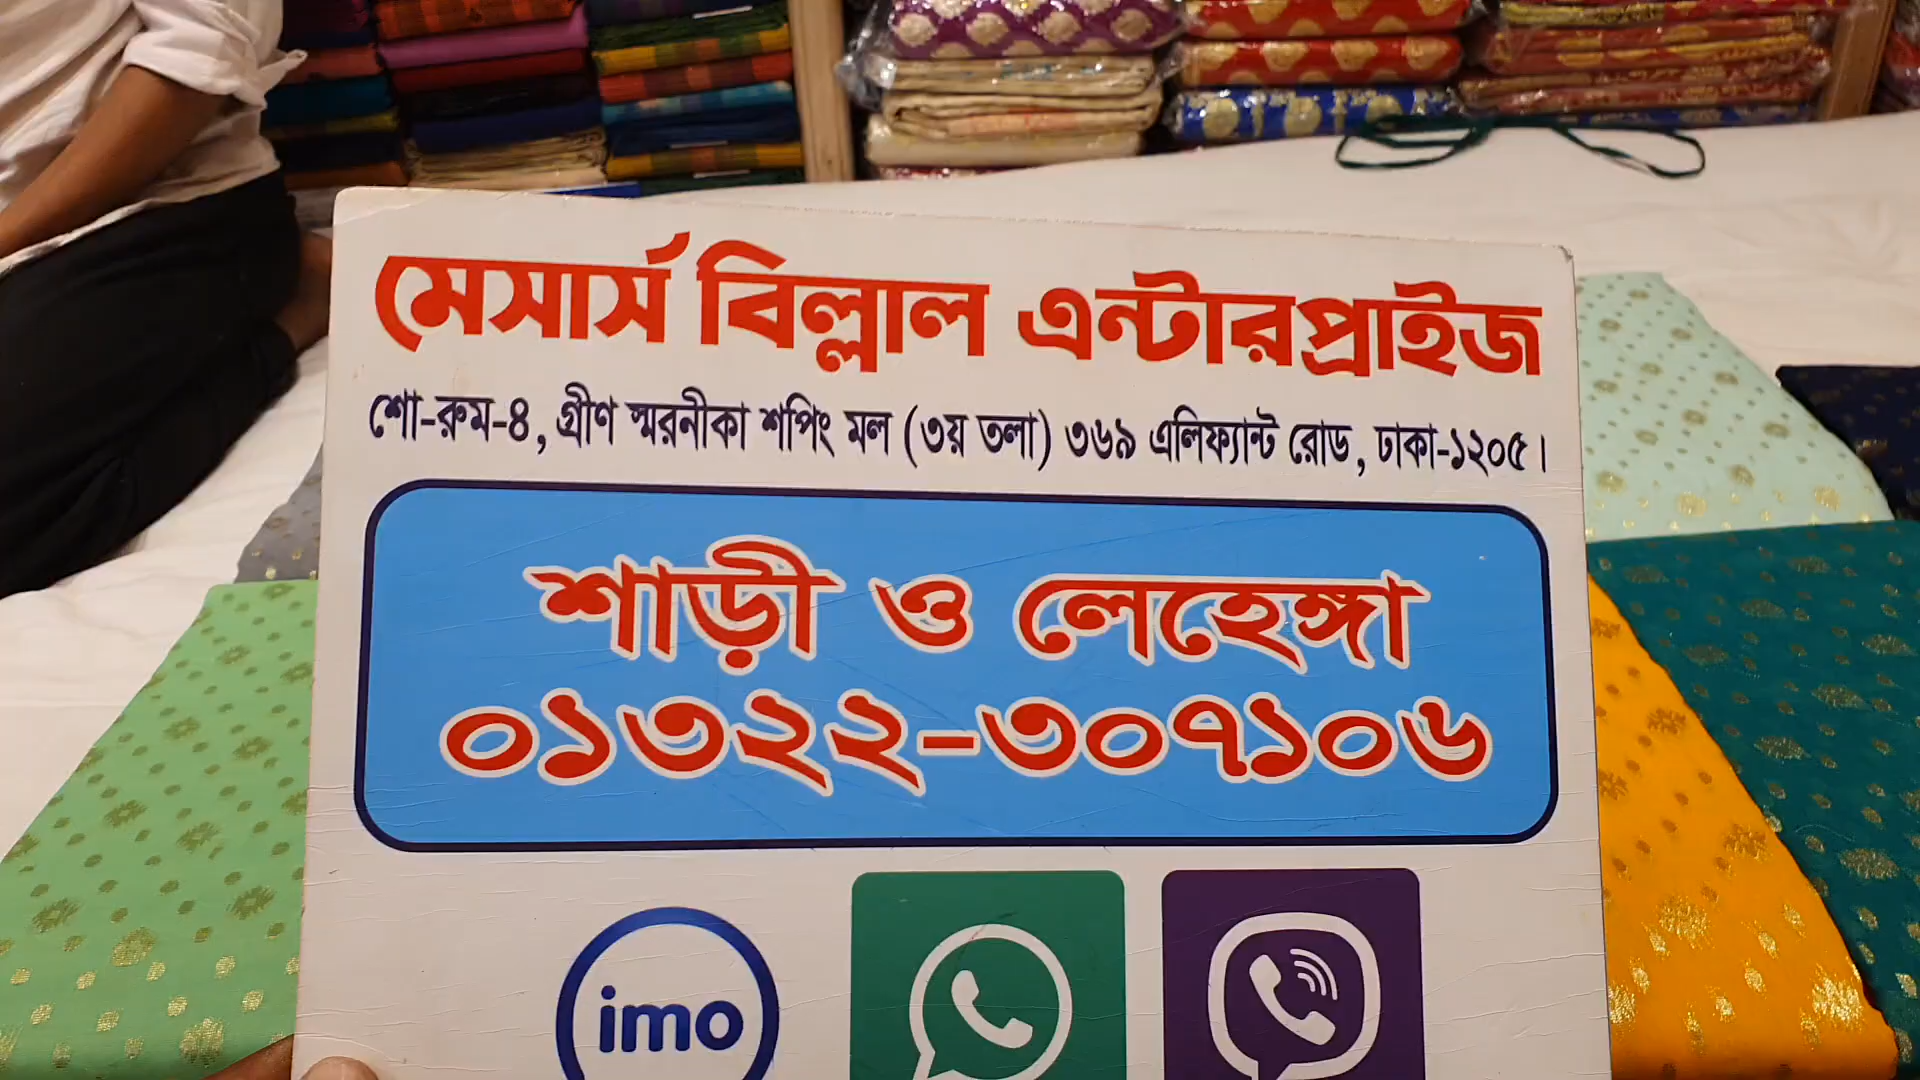 মেসার্স বিল্লাল এন্টারপ্রাইজ
শো-রুম-৪, গ্রীণ স্মরনীকা শপিং মল (৩য় তলা) ৩৬৯ এলিফ্যান্ট রোড, ঢাকা-১২০৫।
শাড়ী ও লেহেঙ্গা
০১৩২২-৩০৭১০৬
imo